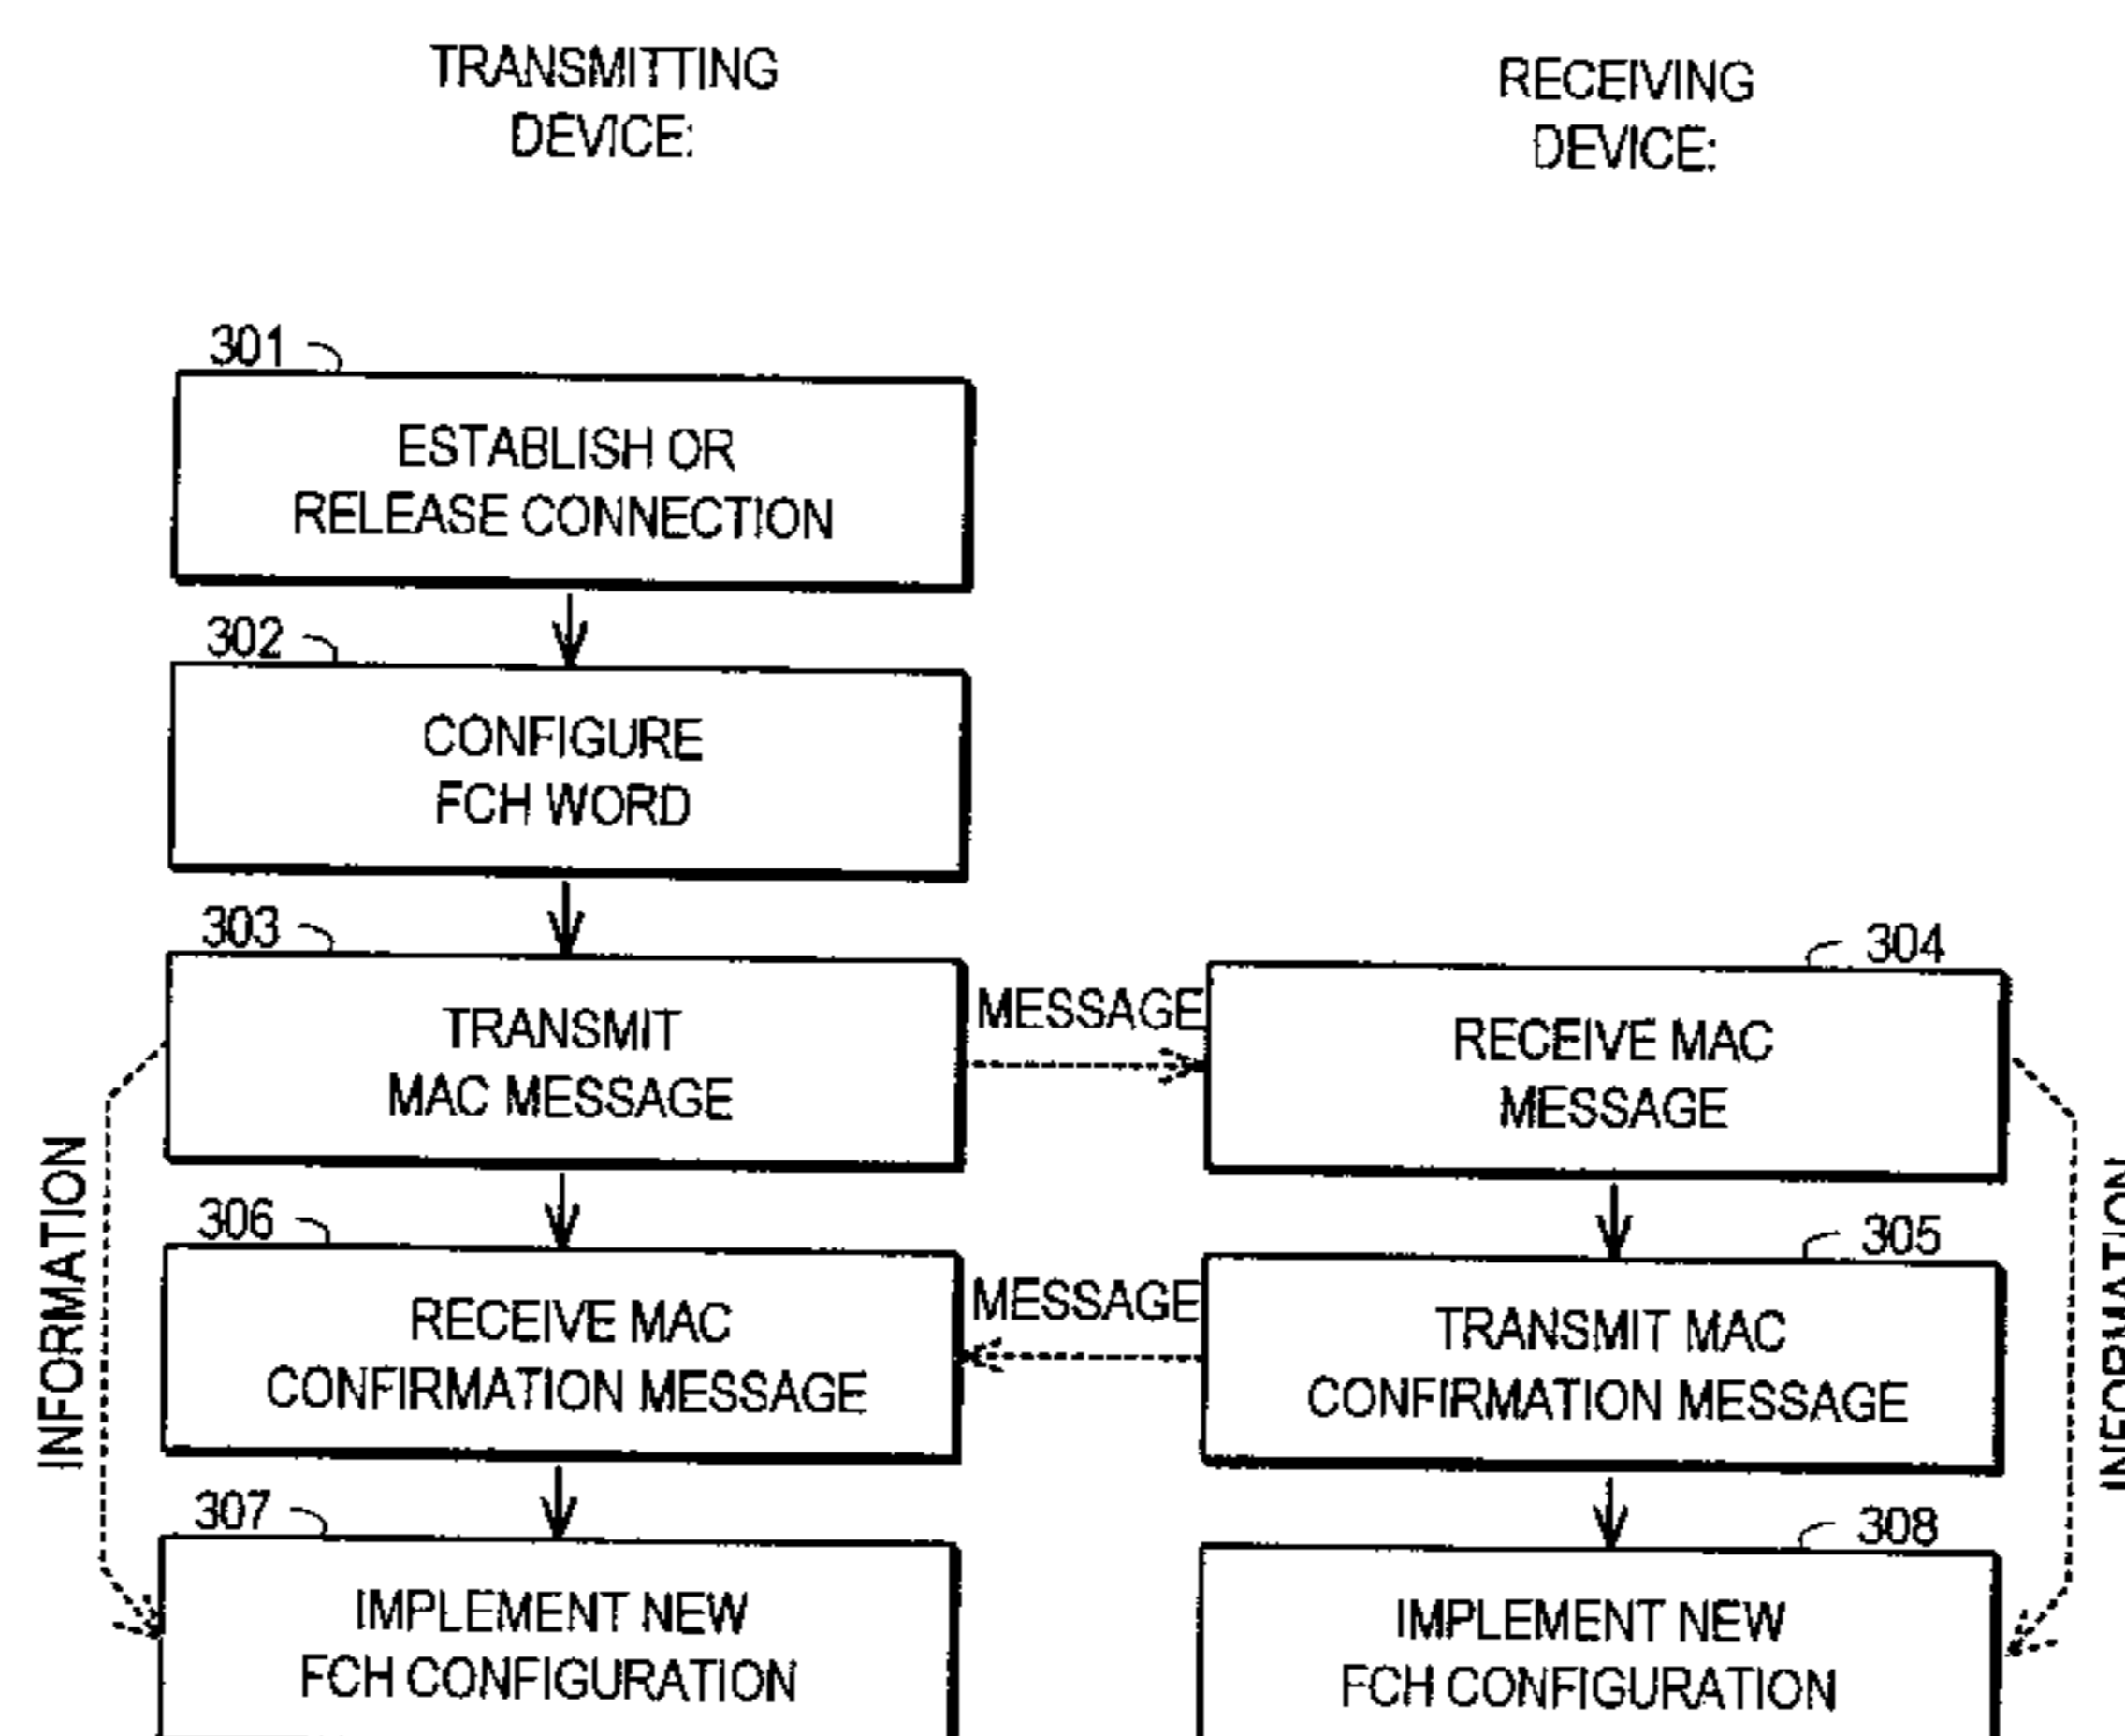 TRANSMITTING
DEVICE:
RECEIVING
DEVICE:
301
ESTABLISH OR
RELEASE CONNECTION
302
CONFIGURE
FCH WORD
303
TRANSMIT
MAC MESSAGE
MESSAGE
304
RECEIVE MAC
MESSAGE
INFORMATION
INFORMATION
306
RECEIVE MAC
CONFIRMATION MESSAGE
MESSAGE
305
TRANSMIT MAC
CONFIRMATION MESSAGE
307
IMPLEMENT NEW
FCH CONFIGURATION
308
IMPLEMENT NEW
FCH CONFIGURATION